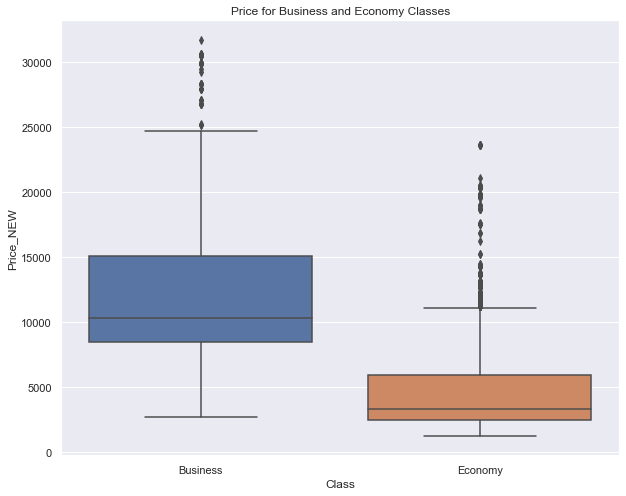 Price for Business and Economy Classes
30000
25000
20000
15000
10000
5000
0
Price_NEW
Business
Economy
Class